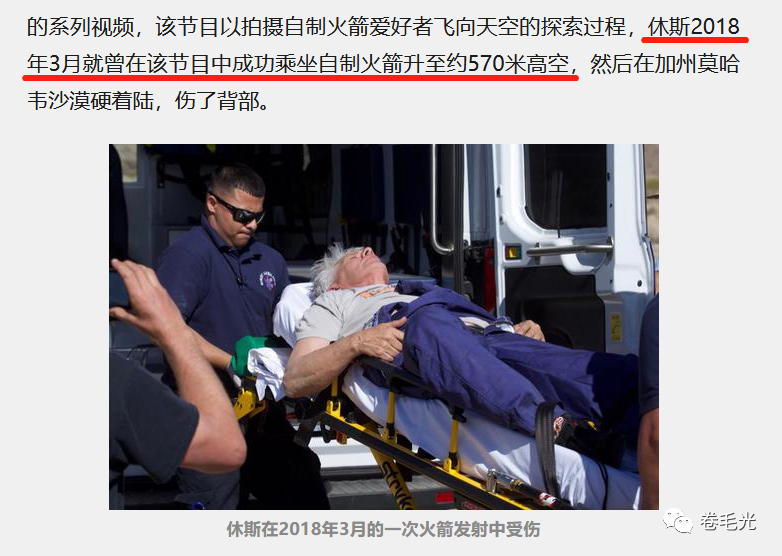 的系列视频，该节目以拍摄自制火箭爱好者飞向天空的探索过程，休斯2018
年3月就曾在该节目中成功乘坐自制火箭升至约570米高空，然后在加州莫哈
韦沙漠硬着陆，伤了背部。
休斯在2018年3月的一次火箭发射中受伤
卷毛光